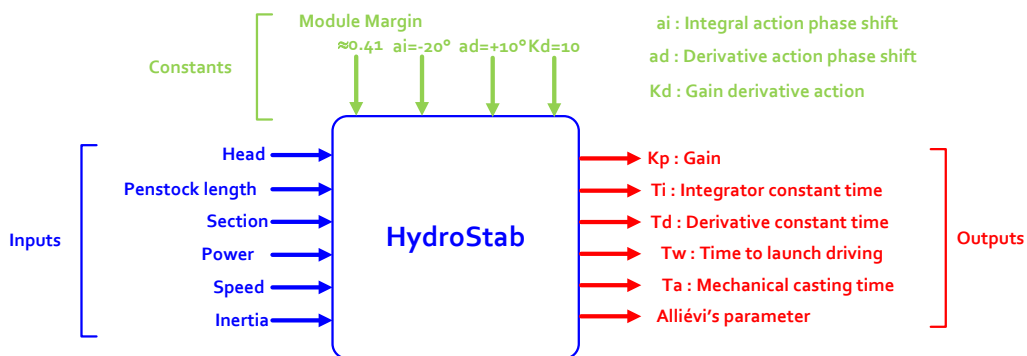 Module Margin
Constants
≈0.41 ai=-20° ad=+10° Kd=10
ai : Integral action phase shift
ad : Derivative action phase shift
Kd : Gain derivative action
Inputs
Head
Penstock length
Section
Power
Speed
Inertia
HydroStab
Kp : Gain
Ti : Integrator constant time
Td : Derivative constant time
Tw : Time to launch driving
Ta : Mechanical casting time
Alliévi's parameter
Outputs